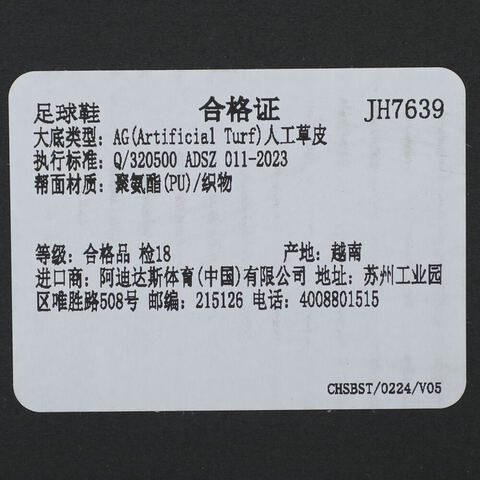 足球鞋 合格证 JH7639
大底类型: AG(Artificial Turf)人工草皮
执行标准: Q/320500 ADSZ 011-2023
帮面材质: 聚氨酯(PU)/织物
等级: 合格品 检18 产地: 越南
进口商: 阿迪达斯体育(中国)有限公司 地址: 苏州工业园
区唯胜路508号 邮编: 215126 电话: 4008801515
CHSBST/0224/V05